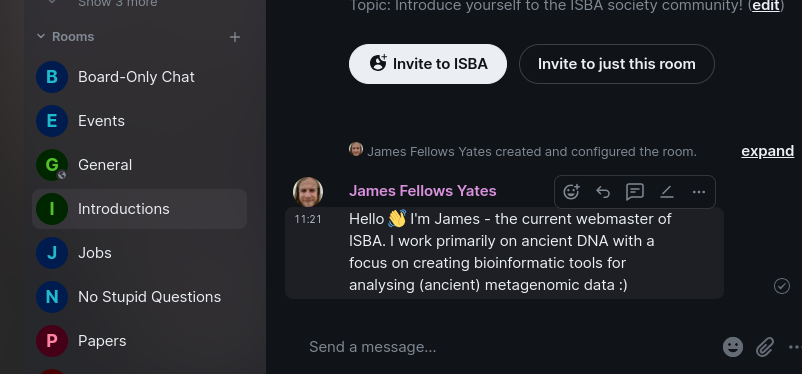 Show 3 more
Rooms
B Board-Only Chat
E Events
G General
I Introductions
J Jobs
N No Stupid Questions
P Papers
Topic: Introduce yourself to the ISBA society community! (edit)
Invite to ISBA
Invite to just this room
James Fellows Yates created and configured the room.
expand
James Fellows Yates
11:21
Hello 👋 I'm James - the current webmaster of
ISBA. I work primarily on ancient DNA with a
focus on creating bioinformatic tools for
analysing (ancient) metagenomic data :)
Send a message...